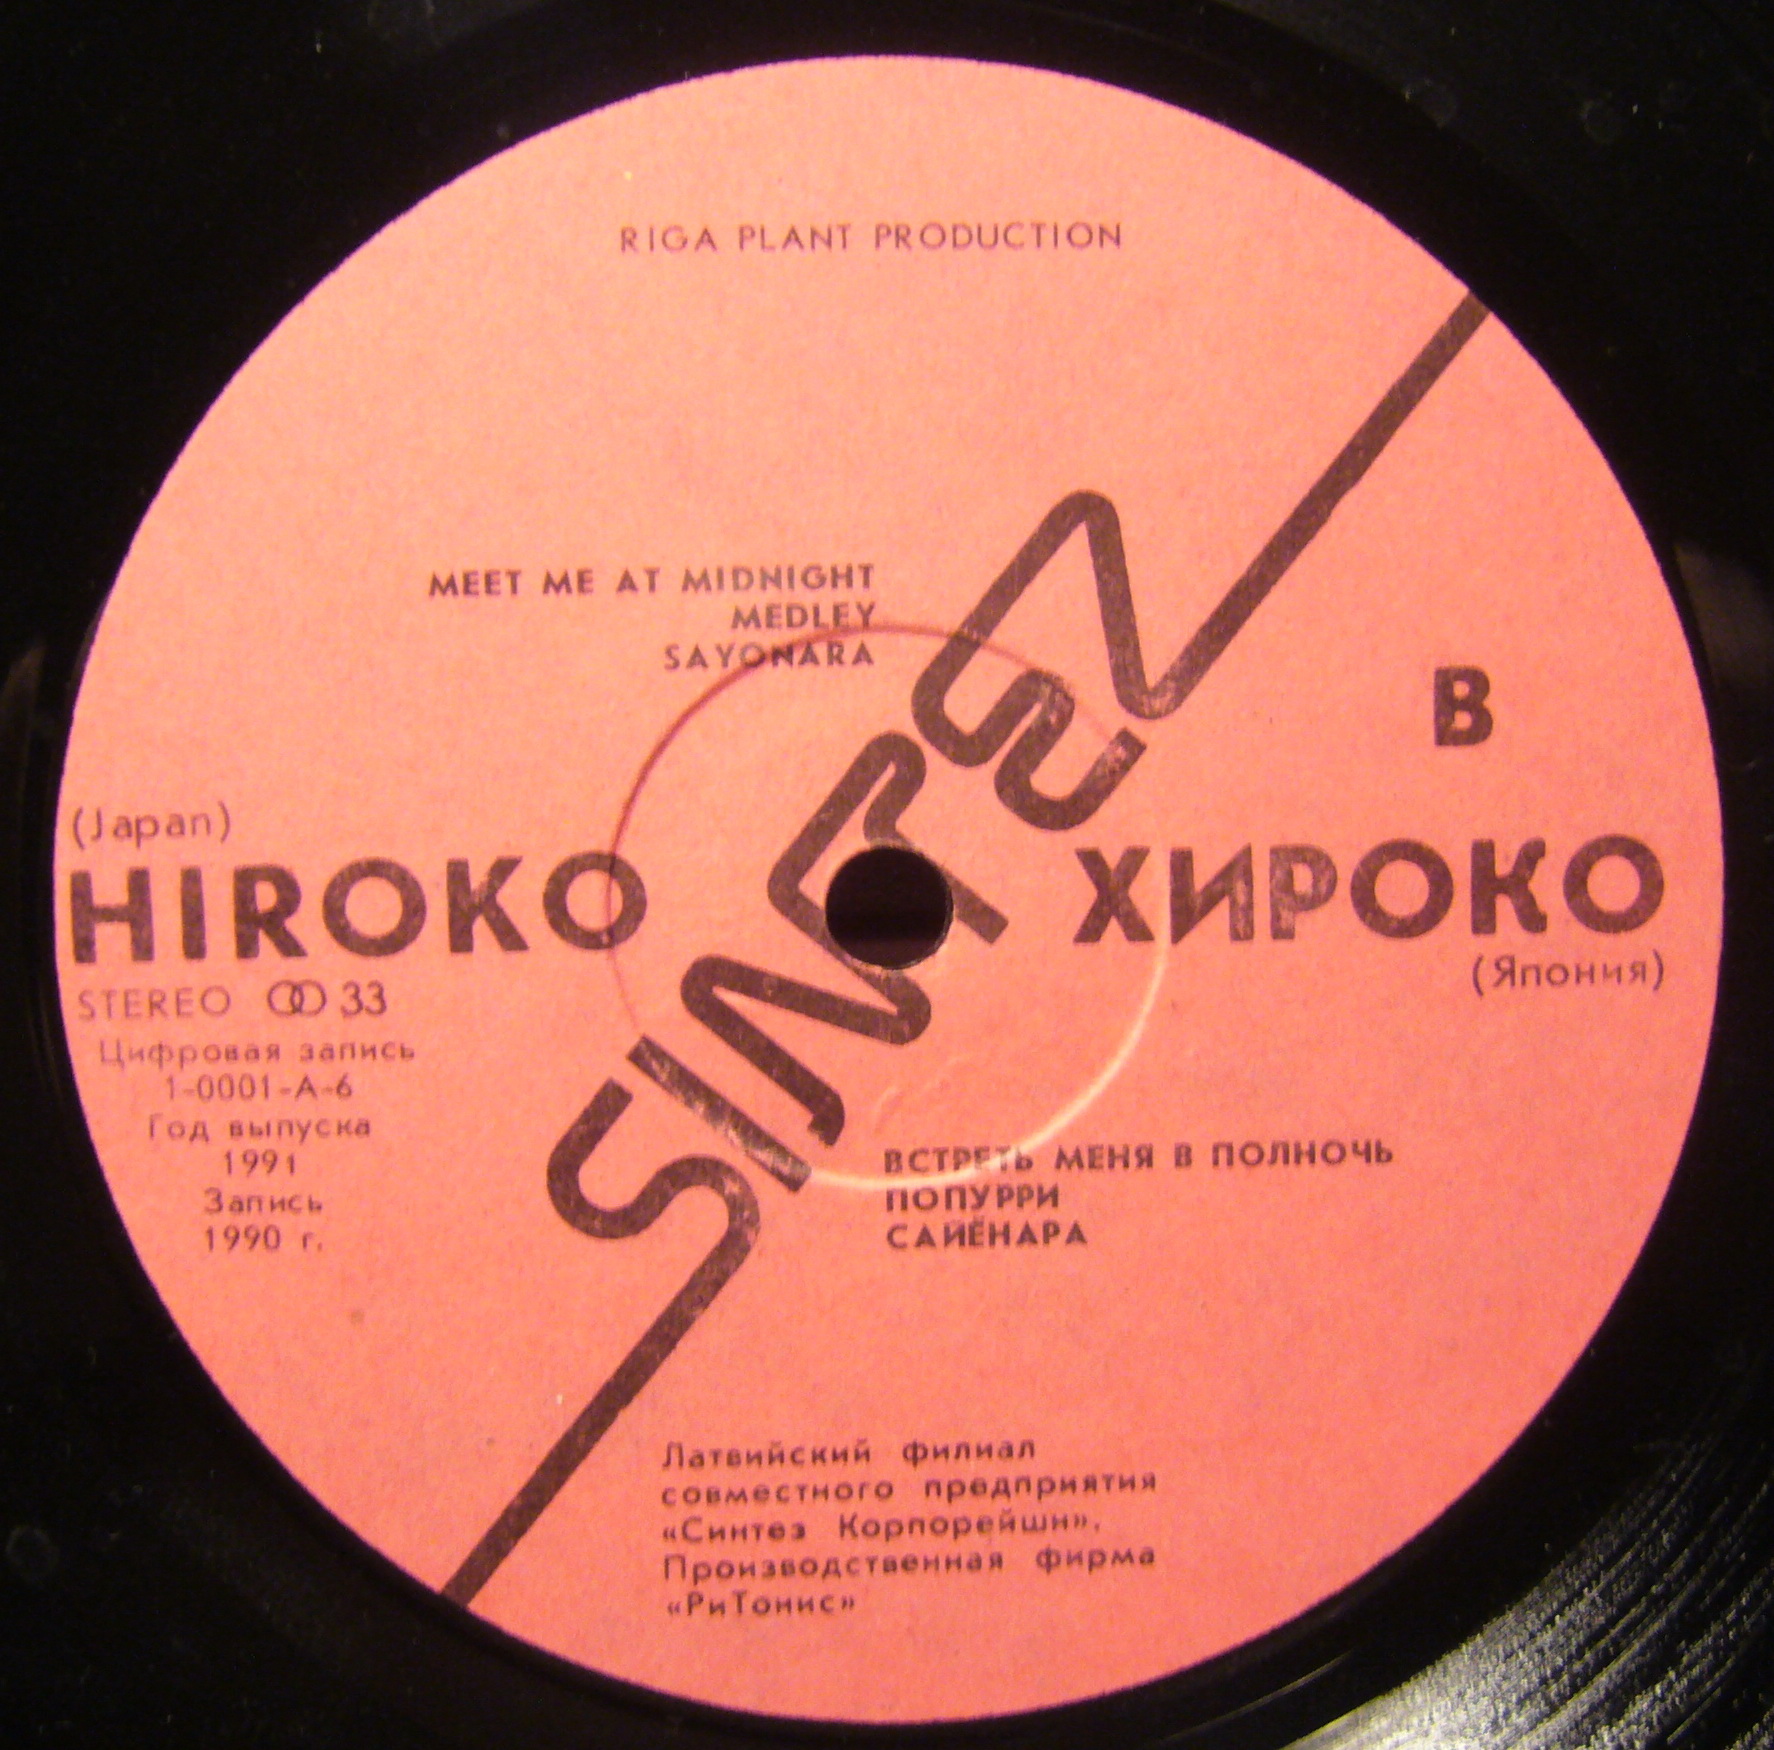 RIGA PLANT PRODUCTION
MEET ME AT MIDNIGHT
MEDLEY
SAYONARA
SINTEZ
B
(Japan)
HIROKO
ХИРОКО
(Япония)
STEREO 33
Цифровая запись
1-0001-A-6
Год выпуска
1991
Запись
1990 г.
ВСТРЕТЬ МЕНЯ В ПОЛНОЧЬ
ПОПУРРИ
САЙЁНАРА
Латвийский филиал
совместного предприятия
«Синтез Корпорейшн».
Производственная фирма
«РиТонис»